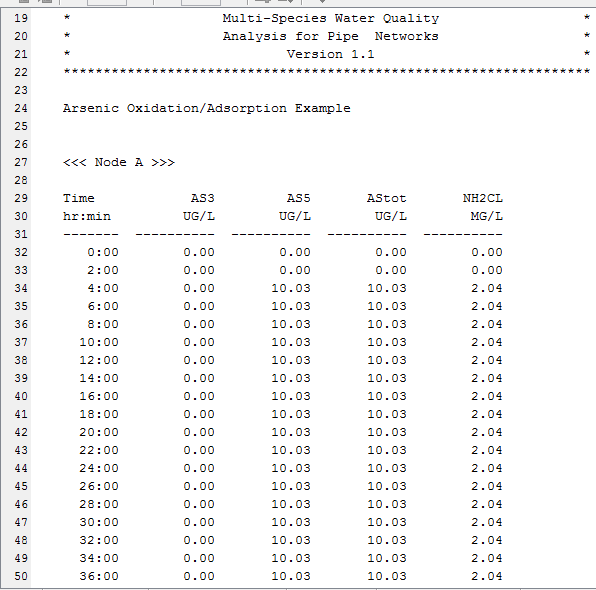 19 * Multi-Species Water Quality *
20 * Analysis for Pipe  Networks *
21 * Version 1.1 *
22 ******************************************************************
23
24 Arsenic Oxidation/Adsorption Example
25
26
27 <<< Node A >>>
28
29 Time AS3 AS5 AStot NH2CL
30 hr:min UG/L UG/L UG/L MG/L
31 ------- ---------- ---------- ---------- ----------
32 0:00 0.00 0.00 0.00 0.00
33 2:00 0.00 0.00 0.00 0.00
34 4:00 0.00 10.03 10.03 2.04
35 6:00 0.00 10.03 10.03 2.04
36 8:00 0.00 10.03 10.03 2.04
37 10:00 0.00 10.03 10.03 2.04
38 12:00 0.00 10.03 10.03 2.04
39 14:00 0.00 10.03 10.03 2.04
40 16:00 0.00 10.03 10.03 2.04
41 18:00 0.00 10.03 10.03 2.04
42 20:00 0.00 10.03 10.03 2.04
43 22:00 0.00 10.03 10.03 2.04
44 24:00 0.00 10.03 10.03 2.04
45 26:00 0.00 10.03 10.03 2.04
46 28:00 0.00 10.03 10.03 2.04
47 30:00 0.00 10.03 10.03 2.04
48 32:00 0.00 10.03 10.03 2.04
49 34:00 0.00 10.03 10.03 2.04
50 36:00 0.00 10.03 10.03 2.04